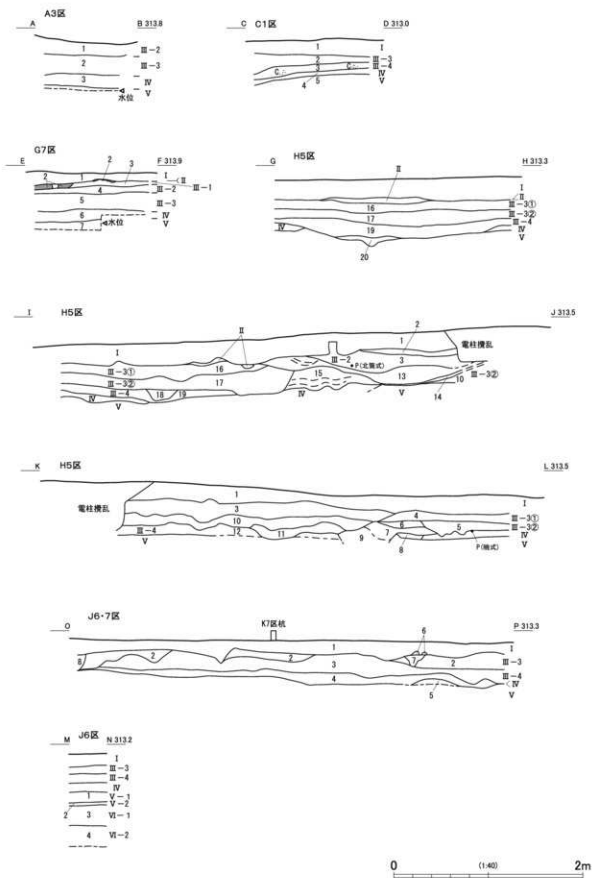 A3区
A B 313.8
1 Ⅲ-2
2 Ⅲ-3
3 Ⅳ
Ⅴ
水位
C1区
C D 313.0
1 Ⅰ
2 Ⅲ-3
C 3 C Ⅲ-4
4 5 Ⅳ
Ⅴ
G7区
E F 313.9
2 1 2 3 Ⅰ Ⅱ
Ⅲ-1
4 Ⅲ-2
5 Ⅲ-3
6 水位 Ⅳ
7 Ⅴ
H5区
G H 313.3
Ⅱ Ⅰ
Ⅱ
16 Ⅲ-3①
17 Ⅲ-3②
Ⅲ-4
Ⅳ 19 Ⅳ
Ⅴ
20
I H5区 J 313.5
Ⅰ Ⅱ 1 2 電柱攪乱
16 Ⅲ-2 3
Ⅲ-3① P(北筒式)
Ⅲ-3② 17 15 13 10 Ⅲ-3②
Ⅲ-4 18 19 Ⅳ Ⅴ 14
Ⅳ Ⅴ
K H5区 L 313.5
電柱攪乱 1 Ⅰ
3 4 Ⅲ-3①
10 6 5 Ⅲ-3②
Ⅲ-4 12 11 9 7 Ⅳ
Ⅴ 8 Ⅴ
J6・7区
O K7区杭 P 313.3
6
1 Ⅰ
8 2 2 7 2 Ⅲ-3
3
4 Ⅲ-4
Ⅳ
5 Ⅴ
J6区
M N 313.2
Ⅰ
Ⅲ-3
Ⅲ-4
Ⅳ
1 Ⅴ-1
2 Ⅴ-2
3 Ⅵ-1
4 Ⅵ-2
0 (1:40) 2m